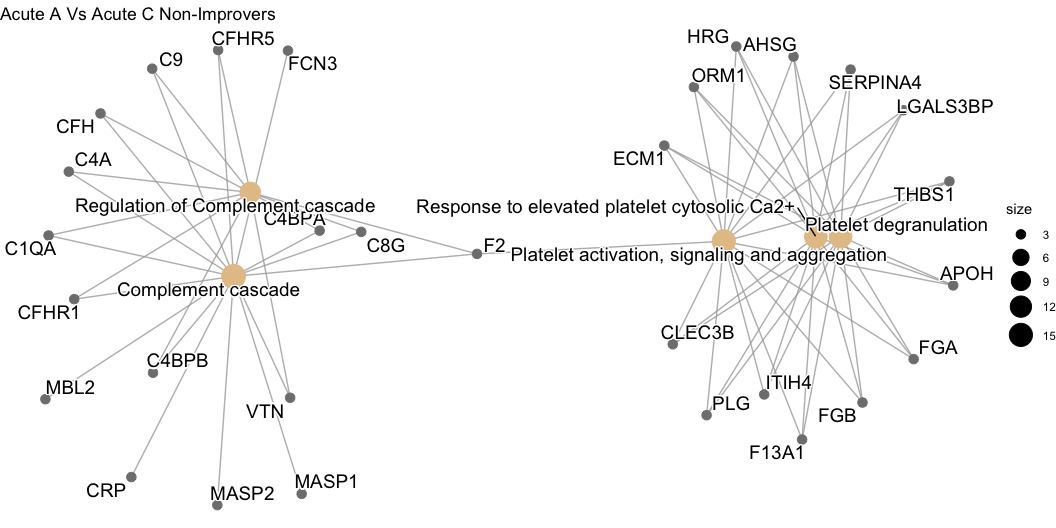 Acute A Vs Acute C Non-Improvers
CFHR5
C9
FCN3
CFH
C4A
Regulation of Complement cascade
C4BPA
C1QA
C8G
F2
Complement cascade
CFHR1
C4BPB
MBL2
VTN
CRP
MASP2
MASP1
HRG
AHSG
ORM1
SERPINA4
LGALS3BP
ECM1
THBS1
Response to elevated platelet cytosolic Ca2+
Platelet degranulation
Platelet activation, signaling and aggregation
APOH
CLEC3B
FGA
ITIH4
PLG
FGB
F13A1
size
3
6
9
12
15